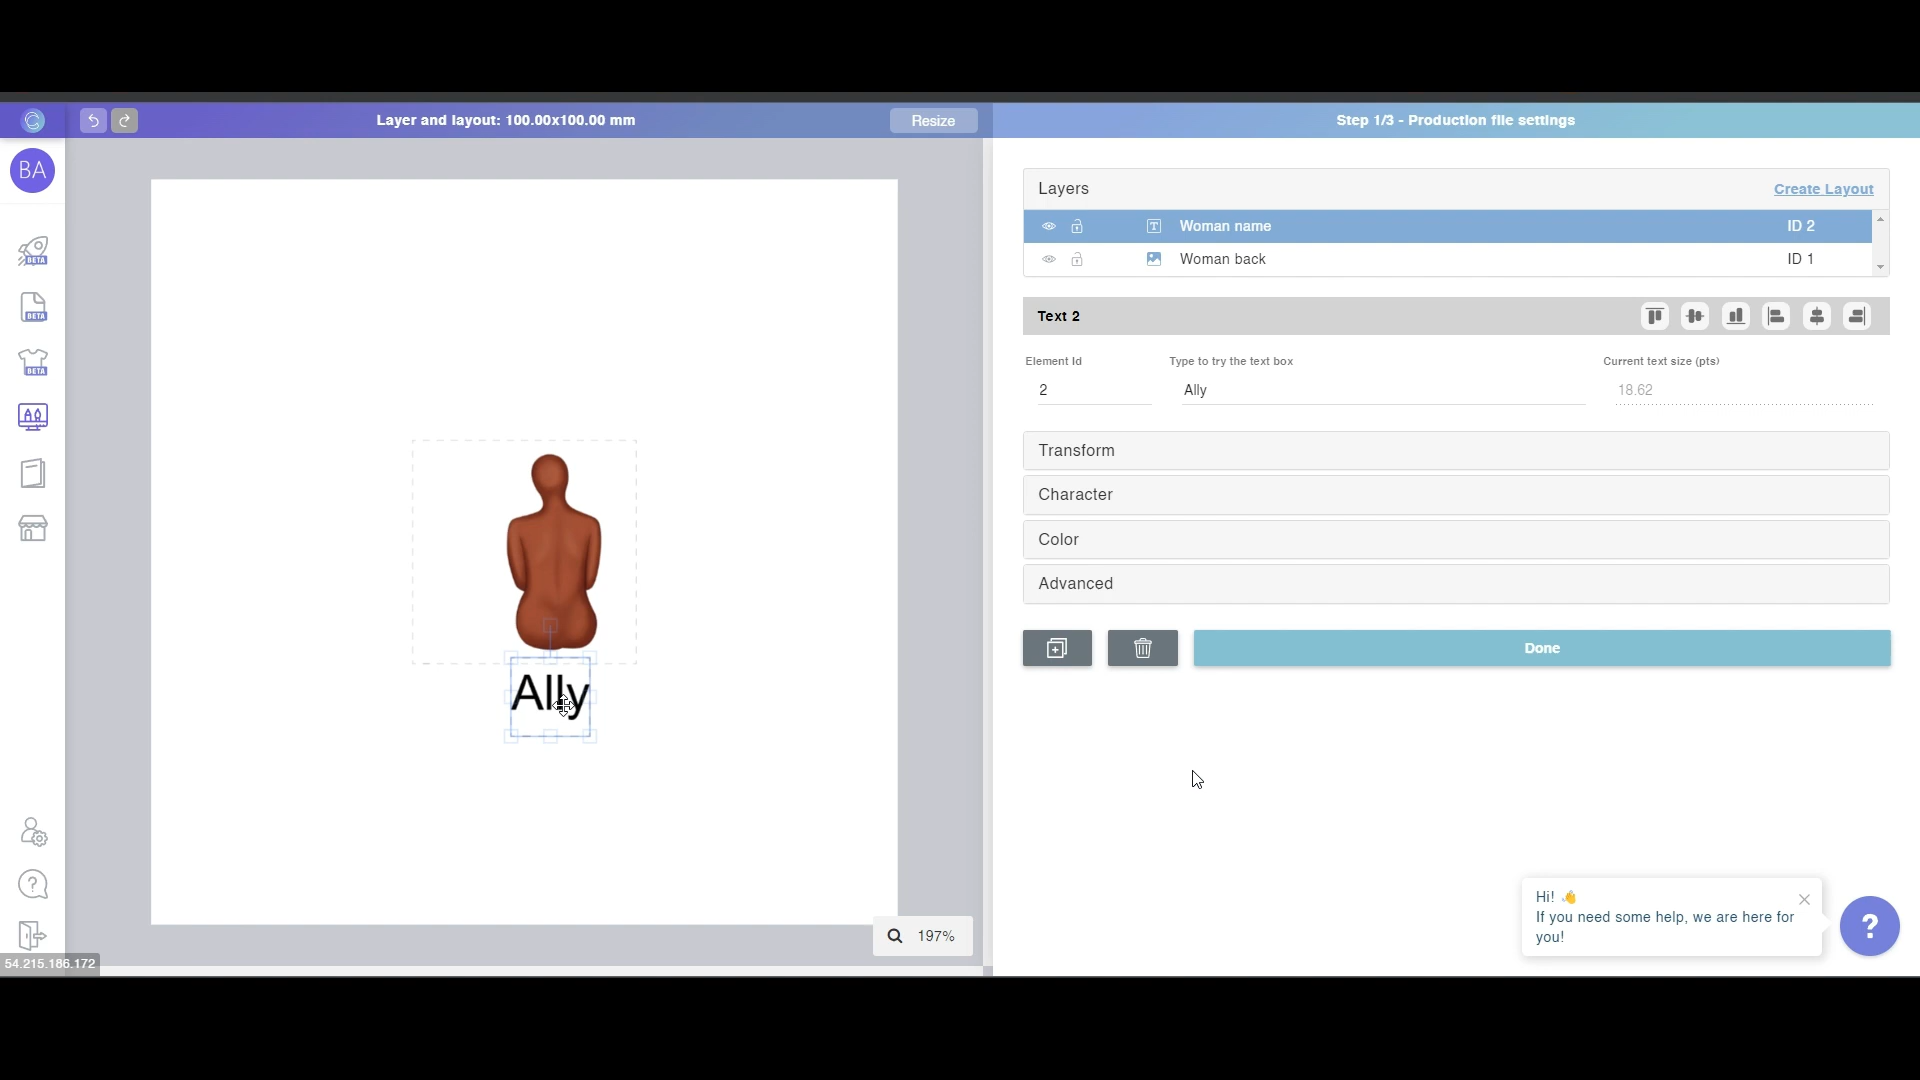 Layer and layout: 100.00x100.00 mm
Resize
Step 1/3 - Production file settings
BA
BETA
BETA
BETA
Layers
Create Layout
Woman name
ID 2
Woman back
ID 1
Text 2
Element Id
Type to try the text box
Current text size (pts)
2
Ally
18.62
Transform
Character
Color
Advanced
Done
Ally
197%
Hi! 👋
If you need some help, we are here for
you!
?
54.215.186.172